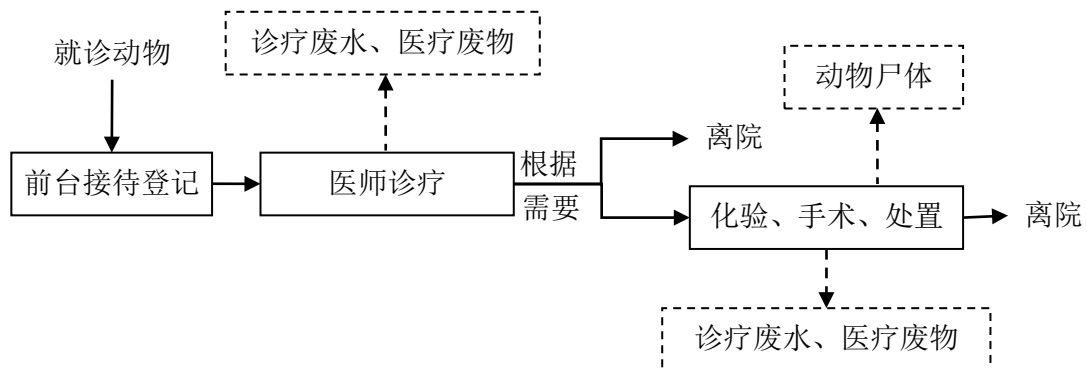 就诊动物
诊疗废水、医疗废物
动物尸体
前台接待登记
医师诊疗
根据
需要
离院
化验、手术、处置
离院
诊疗废水、医疗废物